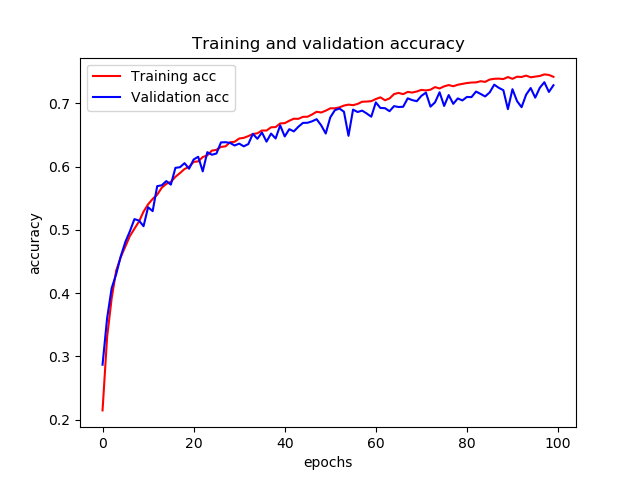 Training and validation accuracy
Training acc
Validation acc
0.7
0.6
0.5
0.4
0.3
0.2
accuracy
0 20 40 60 80 100
epochs